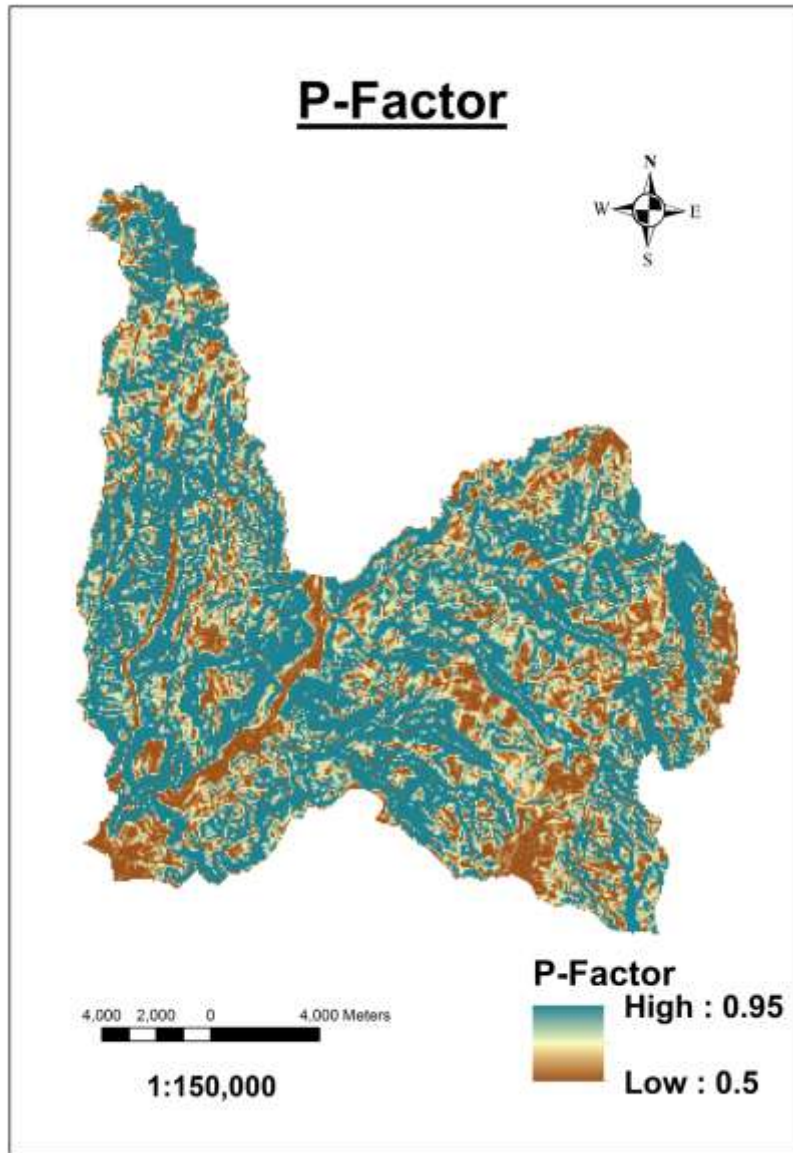 P-Factor
N
W E
S
P-Factor
High : 0.95
Low : 0.5
4,000 2,000 0 4,000 Meters
1:150,000